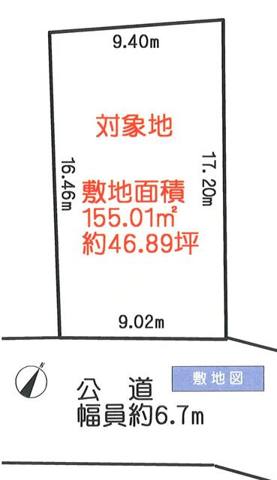 9.40m
対象地
16.46m
17.20m
敷地面積
155.01㎡
約46.89坪
9.02m
敷地図
公道
幅員約6.7m